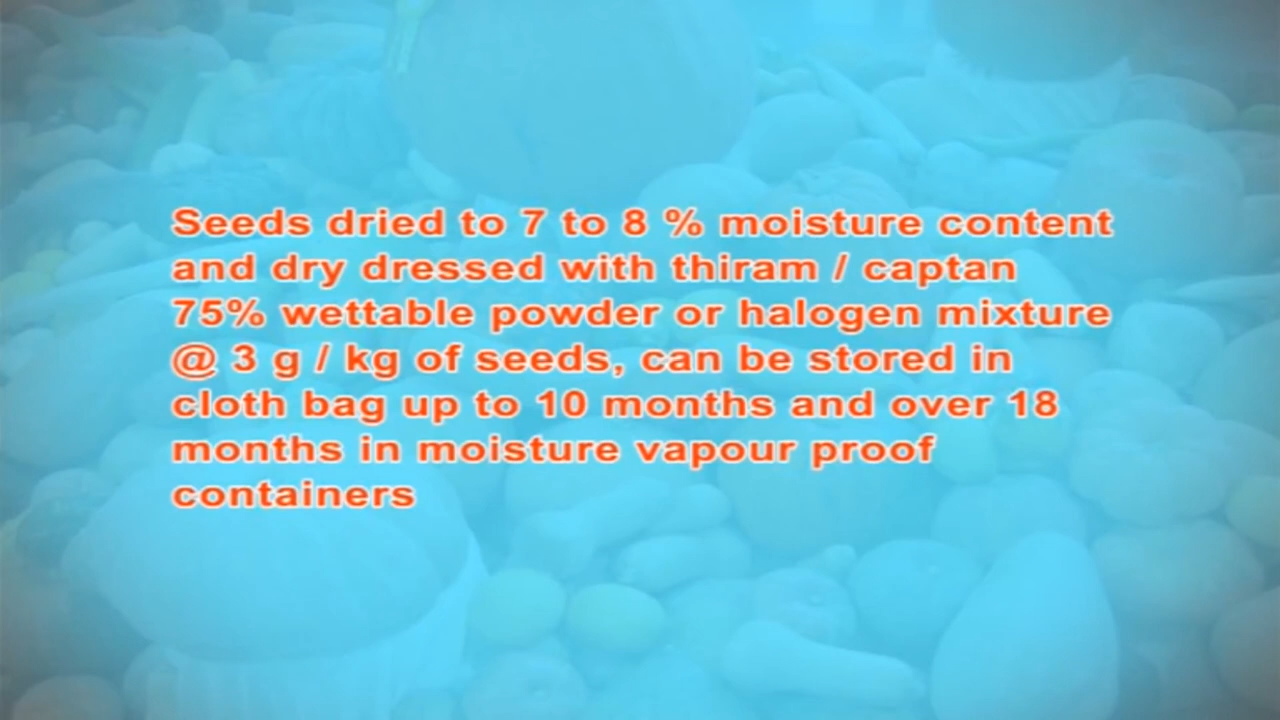 Seeds dried to 7 to 8 % moisture content
and dry dressed with thiram / captan
75% wettable powder or halogen mixture
@ 3 g / kg of seeds, can be stored in
cloth bag up to 10 months and over 18
months in moisture vapour proof
containers